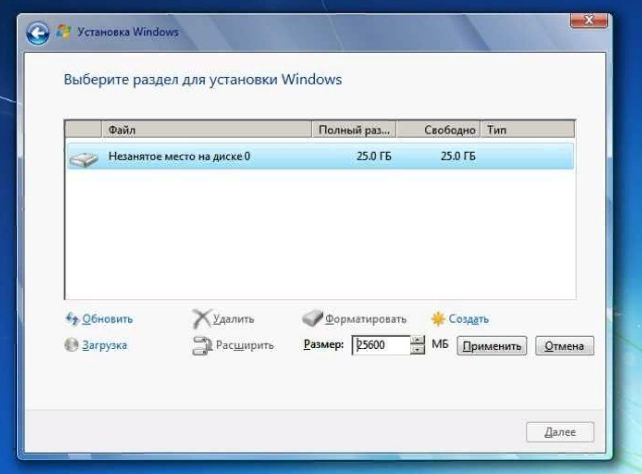 Установка Windows
Выберите раздел для установки Windows
Файл Полный раз... Свободно Тип
Незанятое место на диске 0 25.0 ГБ 25.0 ГБ
Обновить Удалить Форматировать Создать
Загрузка Расширить Размер: 25600 МБ Применить Отмена
Далее